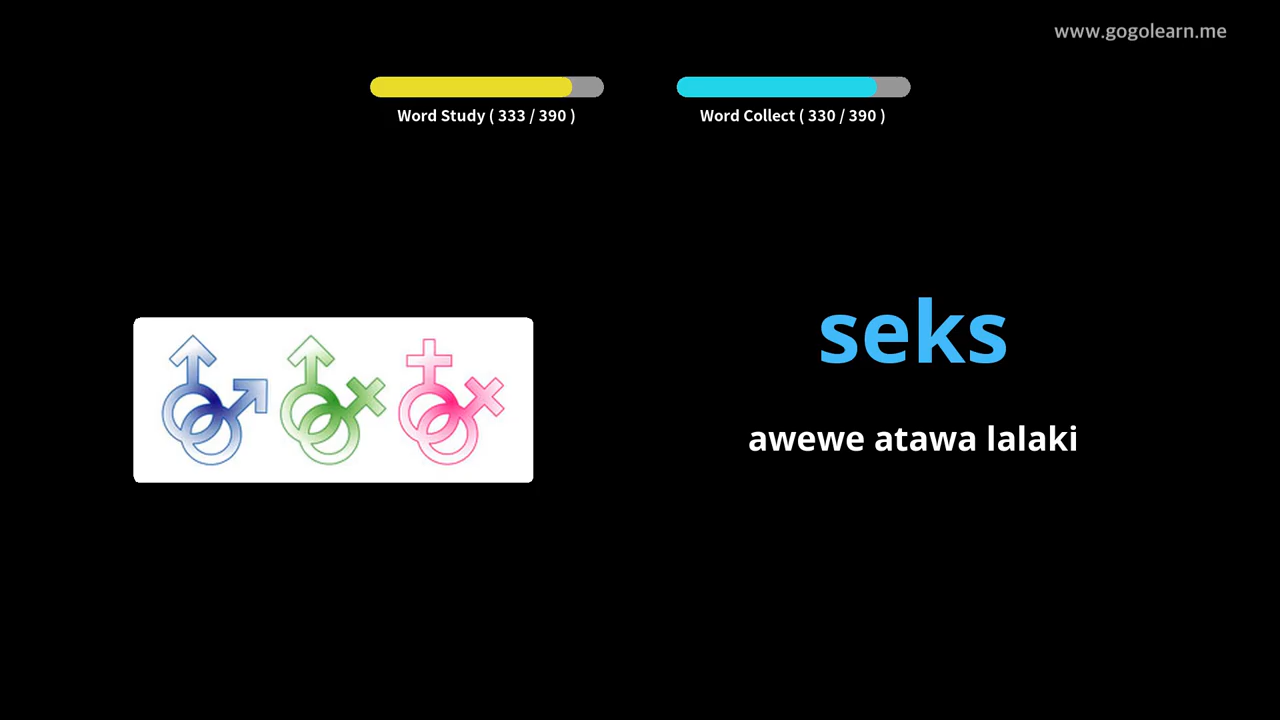 www.gogolearn.me
Word Study ( 333 / 390 )
Word Collect ( 330 / 390 )
seks
awewe atawa lalaki